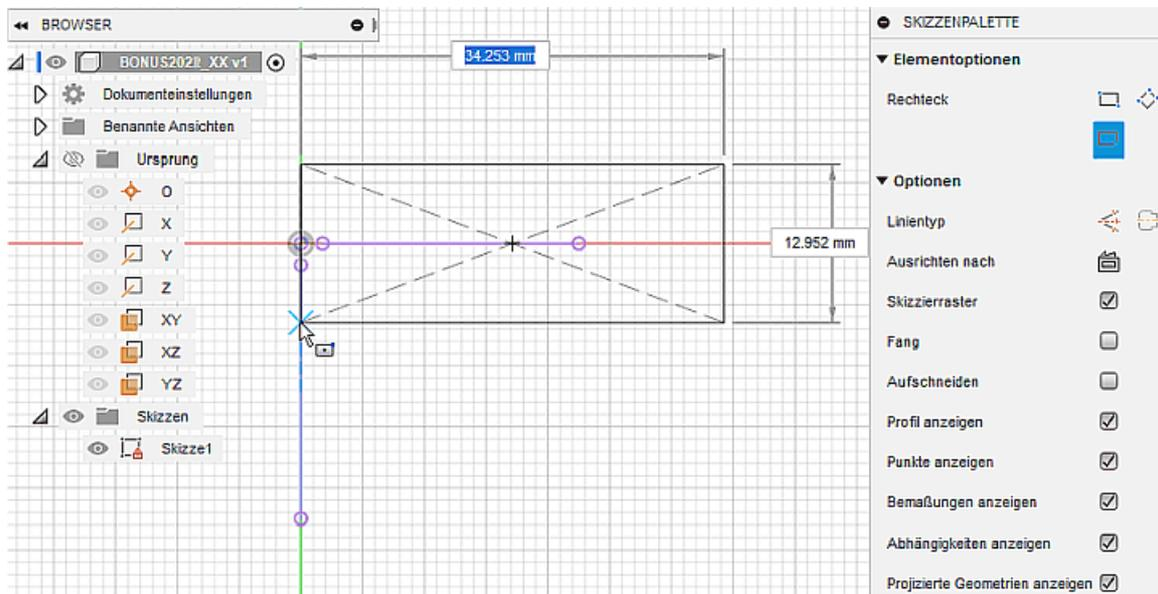 BROWSER
BONUS202_XX v1
Dokumenteinstellungen
Benannte Ansichten
Ursprung
O
X
Y
Z
XY
XZ
YZ
Skizzen
Skizze1
34.253 mm
12.952 mm
SKIZZENPALETTE
Elementoptionen
Rechteck
Optionen
Linientyp
Ausrichten nach
Skizzierraster
Fang
Aufschneiden
Profil anzeigen
Punkte anzeigen
Bemaßungen anzeigen
Abhängigkeiten anzeigen
Projizierte Geometrien anzeigen